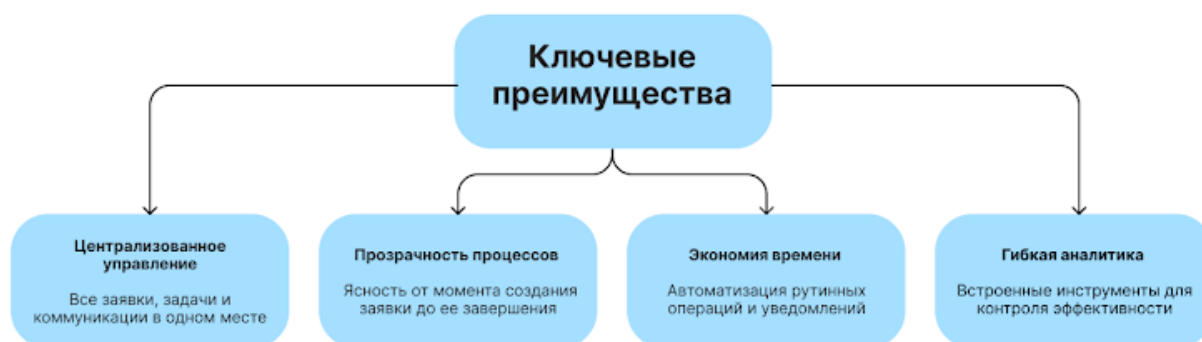 Ключевые
преимущества
Централизованное
управление
Все заявки, задачи и
коммуникации в одном месте
Прозрачность процессов
Ясность от момента создания
заявки до ее завершения
Экономия времени
Автоматизация рутинных
операций и уведомлений
Гибкая аналитика
Встроенные инструменты для
контроля эффективности